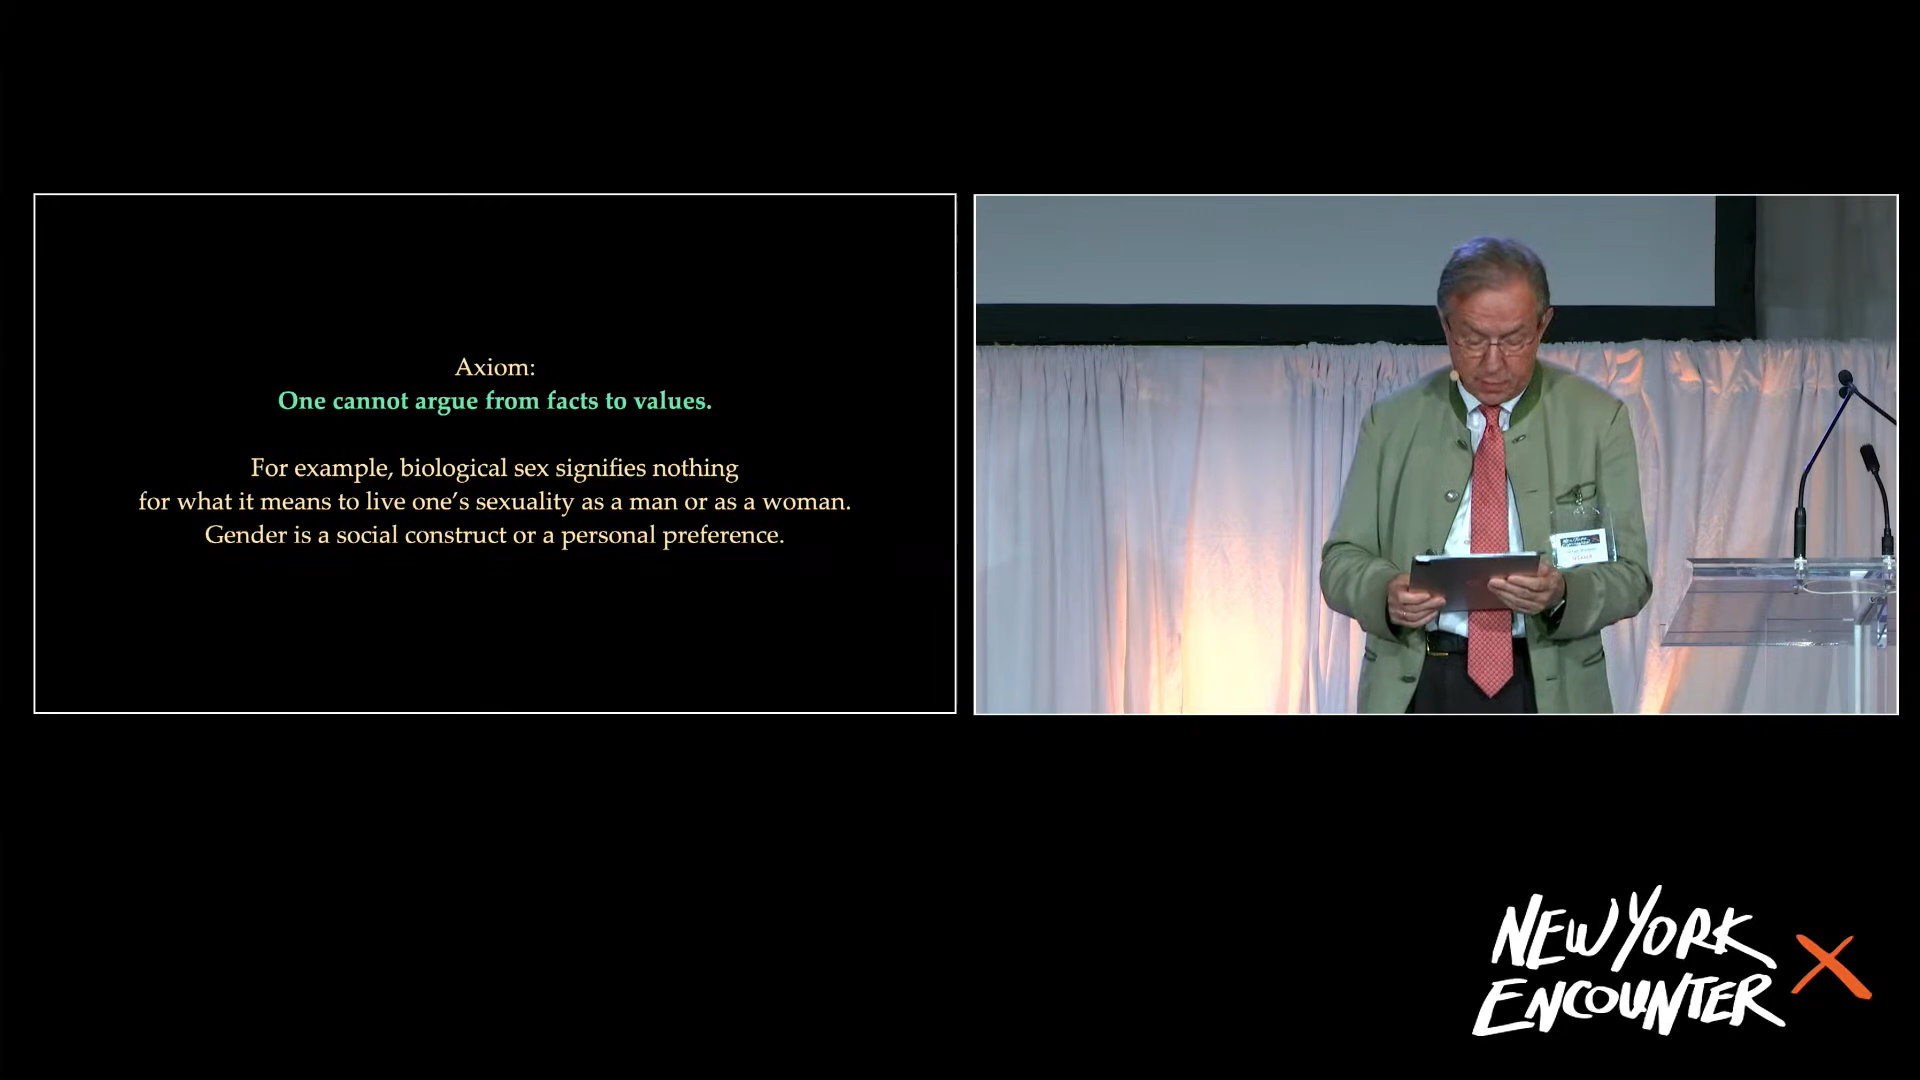 Axiom:
One cannot argue from facts to values.
For example, biological sex signifies nothing
for what it means to live one’s sexuality as a man or as a woman.
Gender is a social construct or a personal preference.
NEW YORK
ENCOUNTER